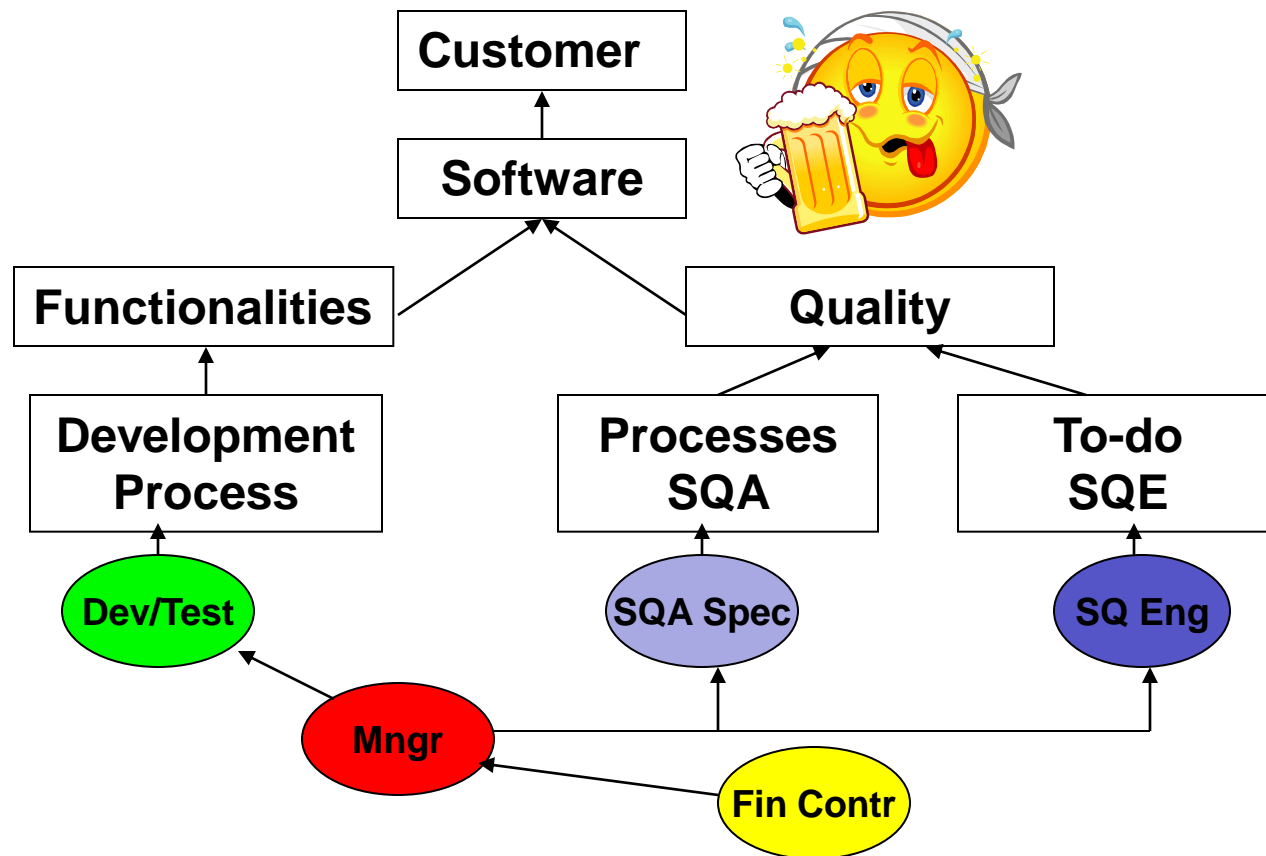 Customer
Software
Functionalities
Quality
Development
Process
Processes
SQA
To-do
SQE
Dev/Test
SQA Spec
SQ Eng
Mngr
Fin Contr